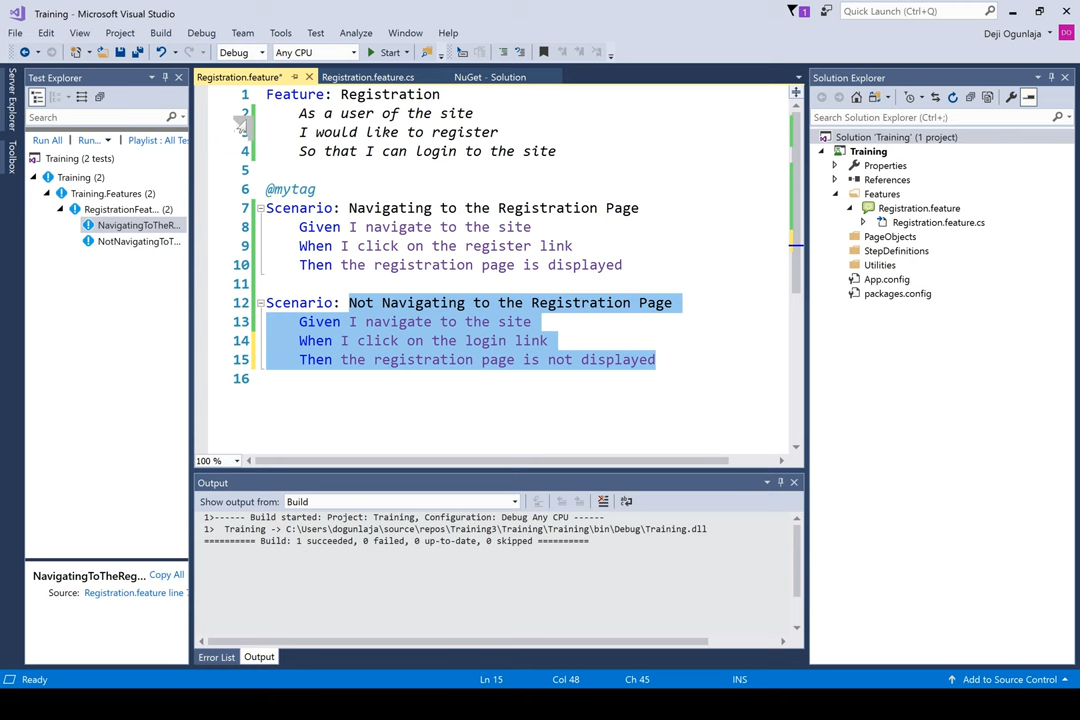 Training - Microsoft Visual Studio
1
Quick Launch (Ctrl+Q)
File Edit View Project Build Debug Team Tools Test Analyze Window Help
Deji Ogunlaja
DO
Debug Any CPU Start
Server Explorer
Toolbox
Test Explorer
Search
Run All Run... Playlist : All Te
Training (2 tests)
Training (2)
Training.Features (2)
RegistrationFeat... (2)
NavigatingToTheR...
NotNavigatingToT...
NavigatingToTheReg... Copy All
Source: Registration.feature line 7
Registration.feature* Registration.feature.cs NuGet - Solution
1 Feature: Registration
2 As a user of the site
3 I would like to register
4 So that I can login to the site
5
6 @mytag
7 Scenario: Navigating to the Registration Page
8 Given I navigate to the site
9 When I click on the register link
10 Then the registration page is displayed
11
12 Scenario: Not Navigating to the Registration Page
13 Given I navigate to the site
14 When I click on the login link
15 Then the registration page is not displayed
16
100 %
Output
Show output from: Build
1>------ Build started: Project: Training, Configuration: Debug Any CPU ------
1> Training -> C:\Users\dogunlaja\source\repos\Training3\Training\Training\bin\Debug\Training.dll
========== Build: 1 succeeded, 0 failed, 0 up-to-date, 0 skipped ==========
Error List Output
Solution Explorer
Search Solution Explorer (Ctrl+;)
Solution 'Training' (1 project)
Training
Properties
References
Features
Registration.feature
Registration.feature.cs
PageObjects
StepDefinitions
Utilities
App.config
packages.config
Ready Ln 15 Col 48 Ch 45 INS Add to Source Control